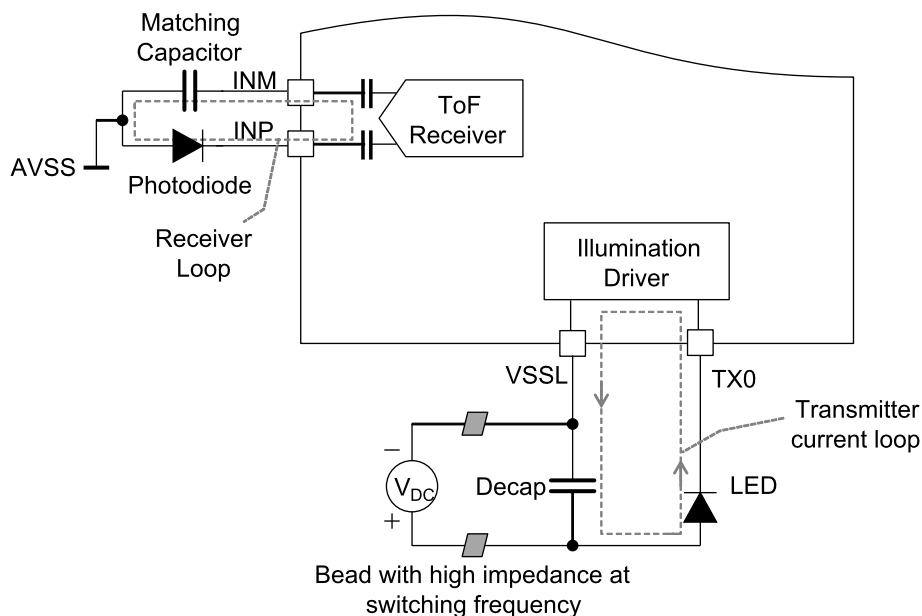 Matching
Capacitor
INM
ToF
Receiver
INP
AVSS
Photodiode
Receiver
Loop
Illumination
Driver
VSSL
TX0
Transmitter
current loop
−
VDC
+
Decap
LED
Bead with high impedance at
switching frequency